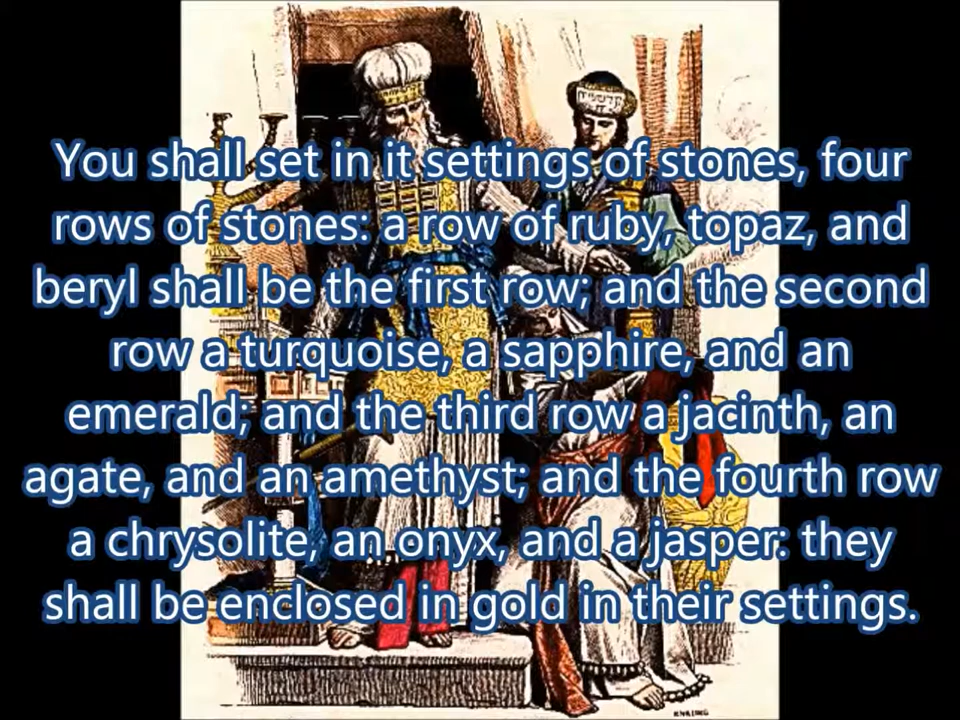 You shall set in it settings of stones, four
rows of stones: a row of ruby, topaz, and
beryl shall be the first row; and the second
row a turquoise, a sapphire, and an
emerald; and the third row a jacinth, an
agate, and an amethyst; and the fourth row
a chrysolite, an onyx, and a jasper: they
shall be enclosed in gold in their settings.